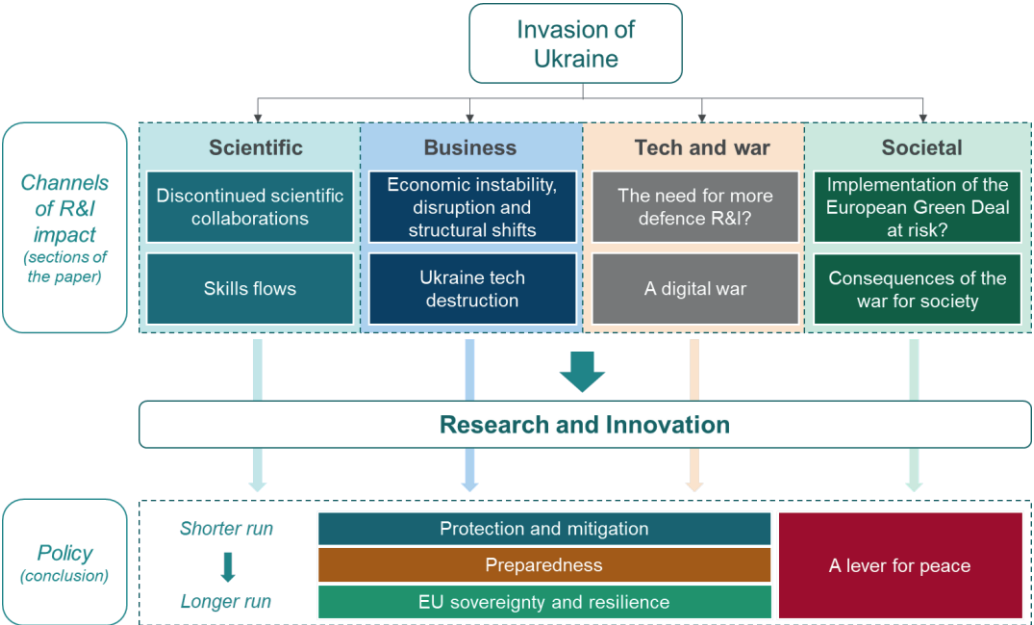 Invasion of
Ukraine
Channels
of R&I
impact
(sections of
the paper)
Scientific
Discontinued scientific
collaborations
Skills flows
Business
Economic instability,
disruption and
structural shifts
Ukraine tech
destruction
Tech and war
The need for more
defence R&I?
A digital war
Societal
Implementation of the
European Green Deal
at risk?
Consequences of the
war for society
Research and Innovation
Policy
(conclusion)
Shorter run
Longer run
Protection and mitigation
Preparedness
EU sovereignty and resilience
A lever for peace